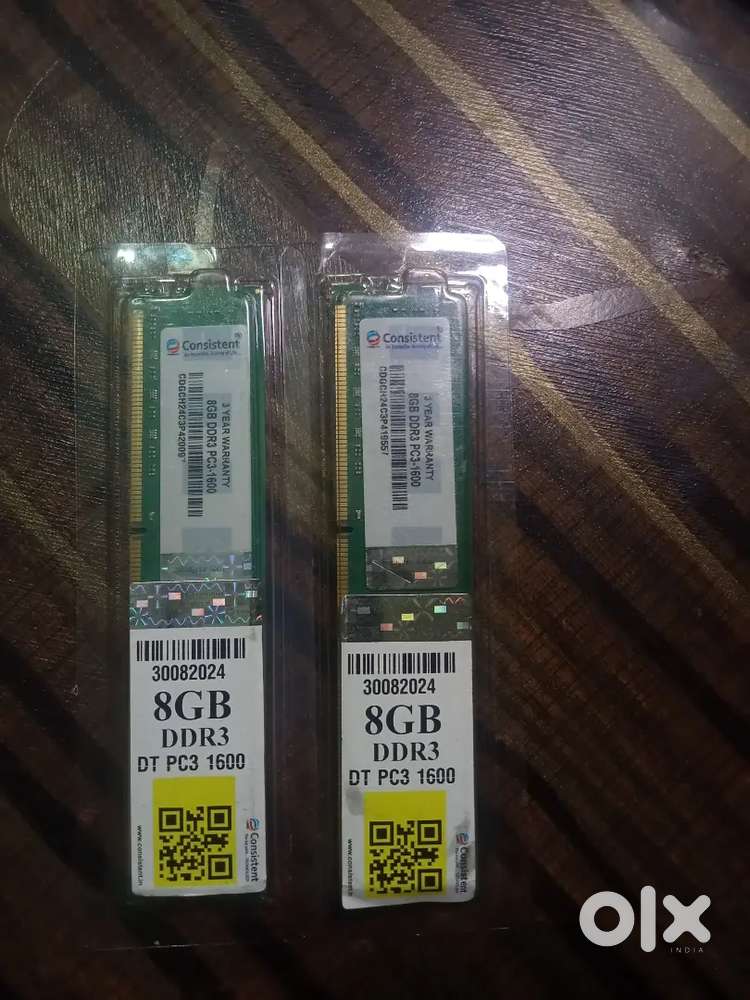 Consistent
3 YEAR WARRANTY
8GB DDR3 PC3-1600
30082024
8GB
DDR3
DT PC3 1600
www.consistent.in
Consistent
Consistent
3 YEAR WARRANTY
8GB DDR3 PC3-1600
CDGCH24C3P419557
30082024
8GB
DDR3
DT PC3 1600
www.consistent.in
Consistent
olx
INDIA